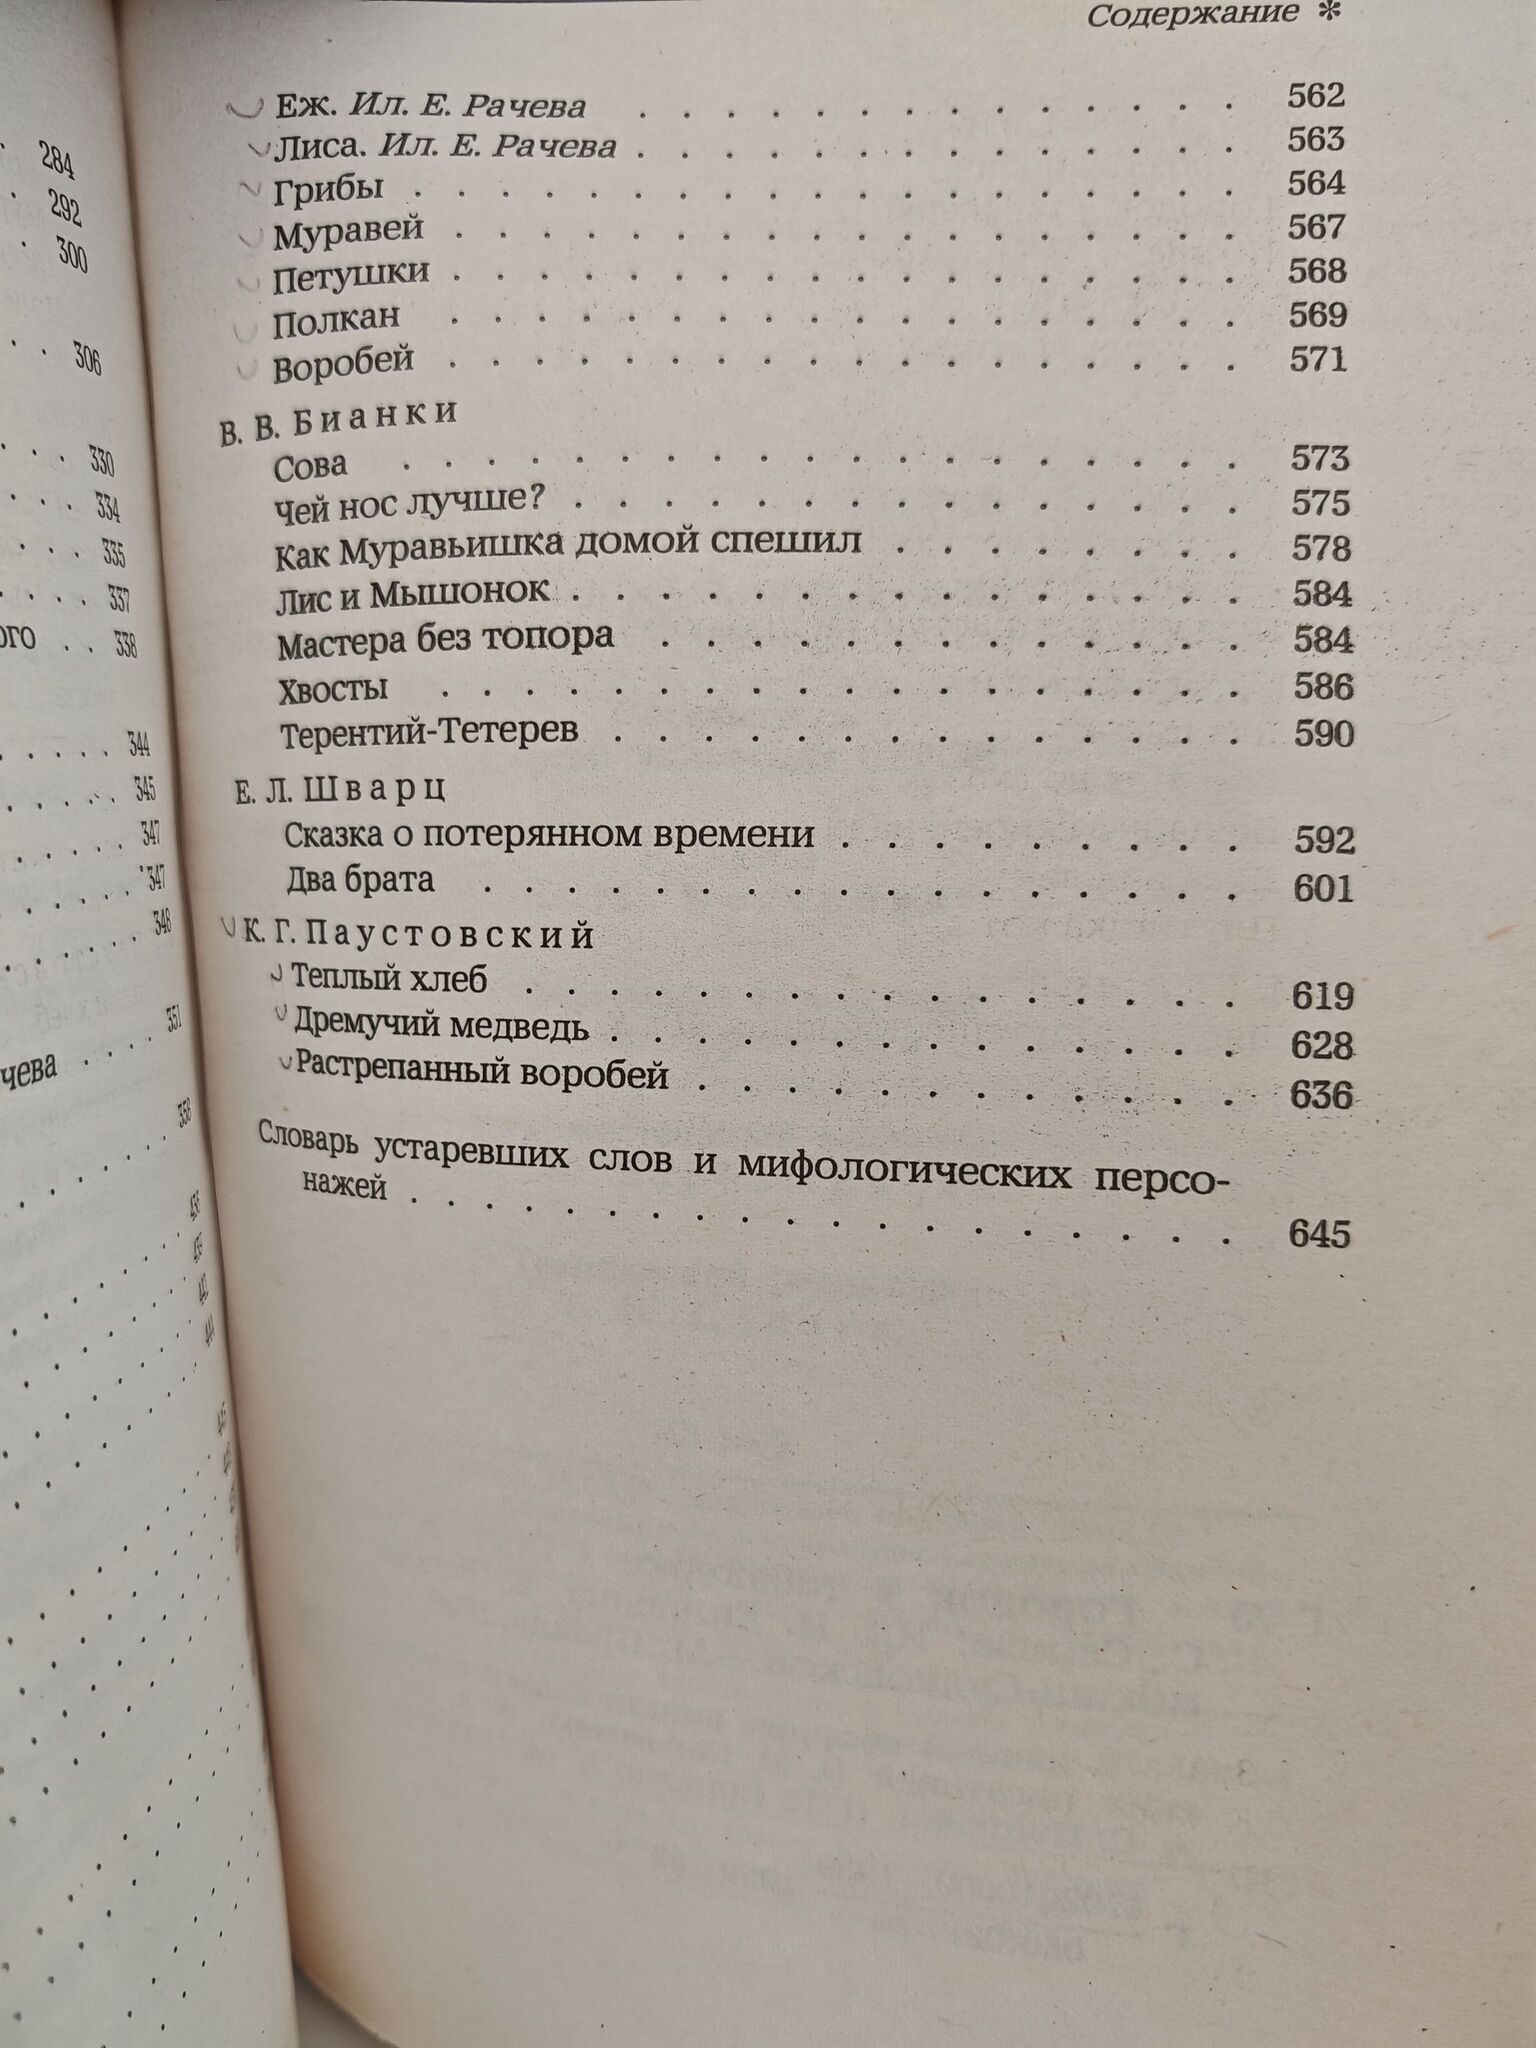 284
292
300
306
330
334
335
337
ого . . 338
344
345
347
347
348
351
чева . . . . 
358
Содержание *
Еж. Ил. Е. Рачева . . . . . . . . . . . . . . 562
Лиса. Ил. Е. Рачева . . . . . . . . . . . . . . 563
Грибы . . . . . . . . . . . . . . . . . . . 564
Муравей . . . . . . . . . . . . . . . . . . 567
Петушки . . . . . . . . . . . . . . . . . . 568
Полкан . . . . . . . . . . . . . . . . . . 569
Воробей . . . . . . . . . . . . . . . . . . 571
В. В. Бианки
Сова . . . . . . . . . . . . . . . . . . . 573
Чей нос лучше? . . . . . . . . . . . . . . . 575
Как Муравьишка домой спешил . . . . . . . . 578
Лис и Мышонок . . . . . . . . . . . . . . . 584
Мастера без топора . . . . . . . . . . . . . 584
Хвосты . . . . . . . . . . . . . . . . . . 586
Терентий-Тетерев . . . . . . . . . . . . . . 590
Е. Л. Шварц
Сказка о потерянном времени . . . . . . . . . 592
Два брата . . . . . . . . . . . . . . . . . 601
К. Г. Паустовский
Теплый хлеб . . . . . . . . . . . . . . . . 619
Дремучий медведь . . . . . . . . . . . . . . 628
Растрепанный воробей . . . . . . . . . . . . 636
Словарь устаревших слов и мифологических персо-
нажей . . . . . . . . . . . . . . . . . . . 645